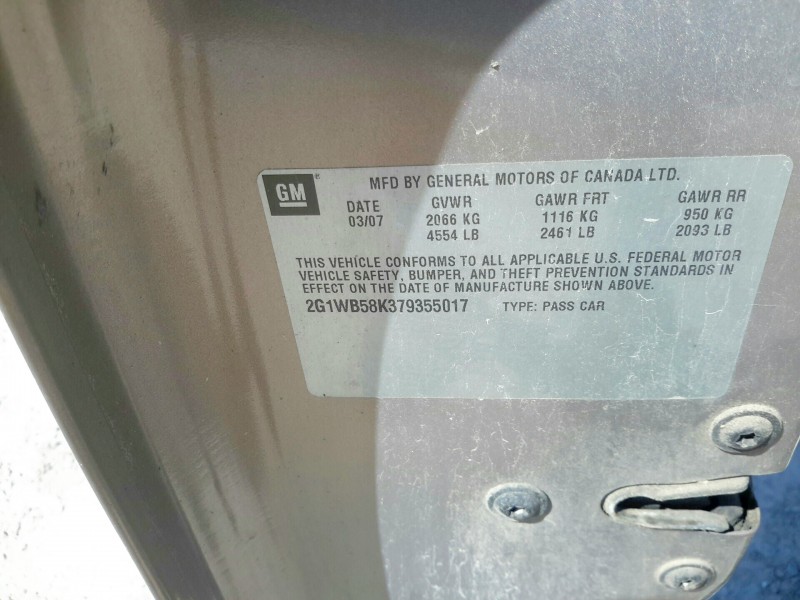 GM
MFD BY GENERAL MOTORS OF CANADA LTD.
DATE GVWR GAWR FRT GAWR RR
03/07 2066 KG 1116 KG 950 KG
4554 LB 2461 LB 2093 LB
THIS VEHICLE CONFORMS TO ALL APPLICABLE U.S. FEDERAL MOTOR
VEHICLE SAFETY, BUMPER, AND THEFT PREVENTION STANDARDS IN
EFFECT ON THE DATE OF MANUFACTURE SHOWN ABOVE.
2G1WB58K379355017 TYPE: PASS CAR